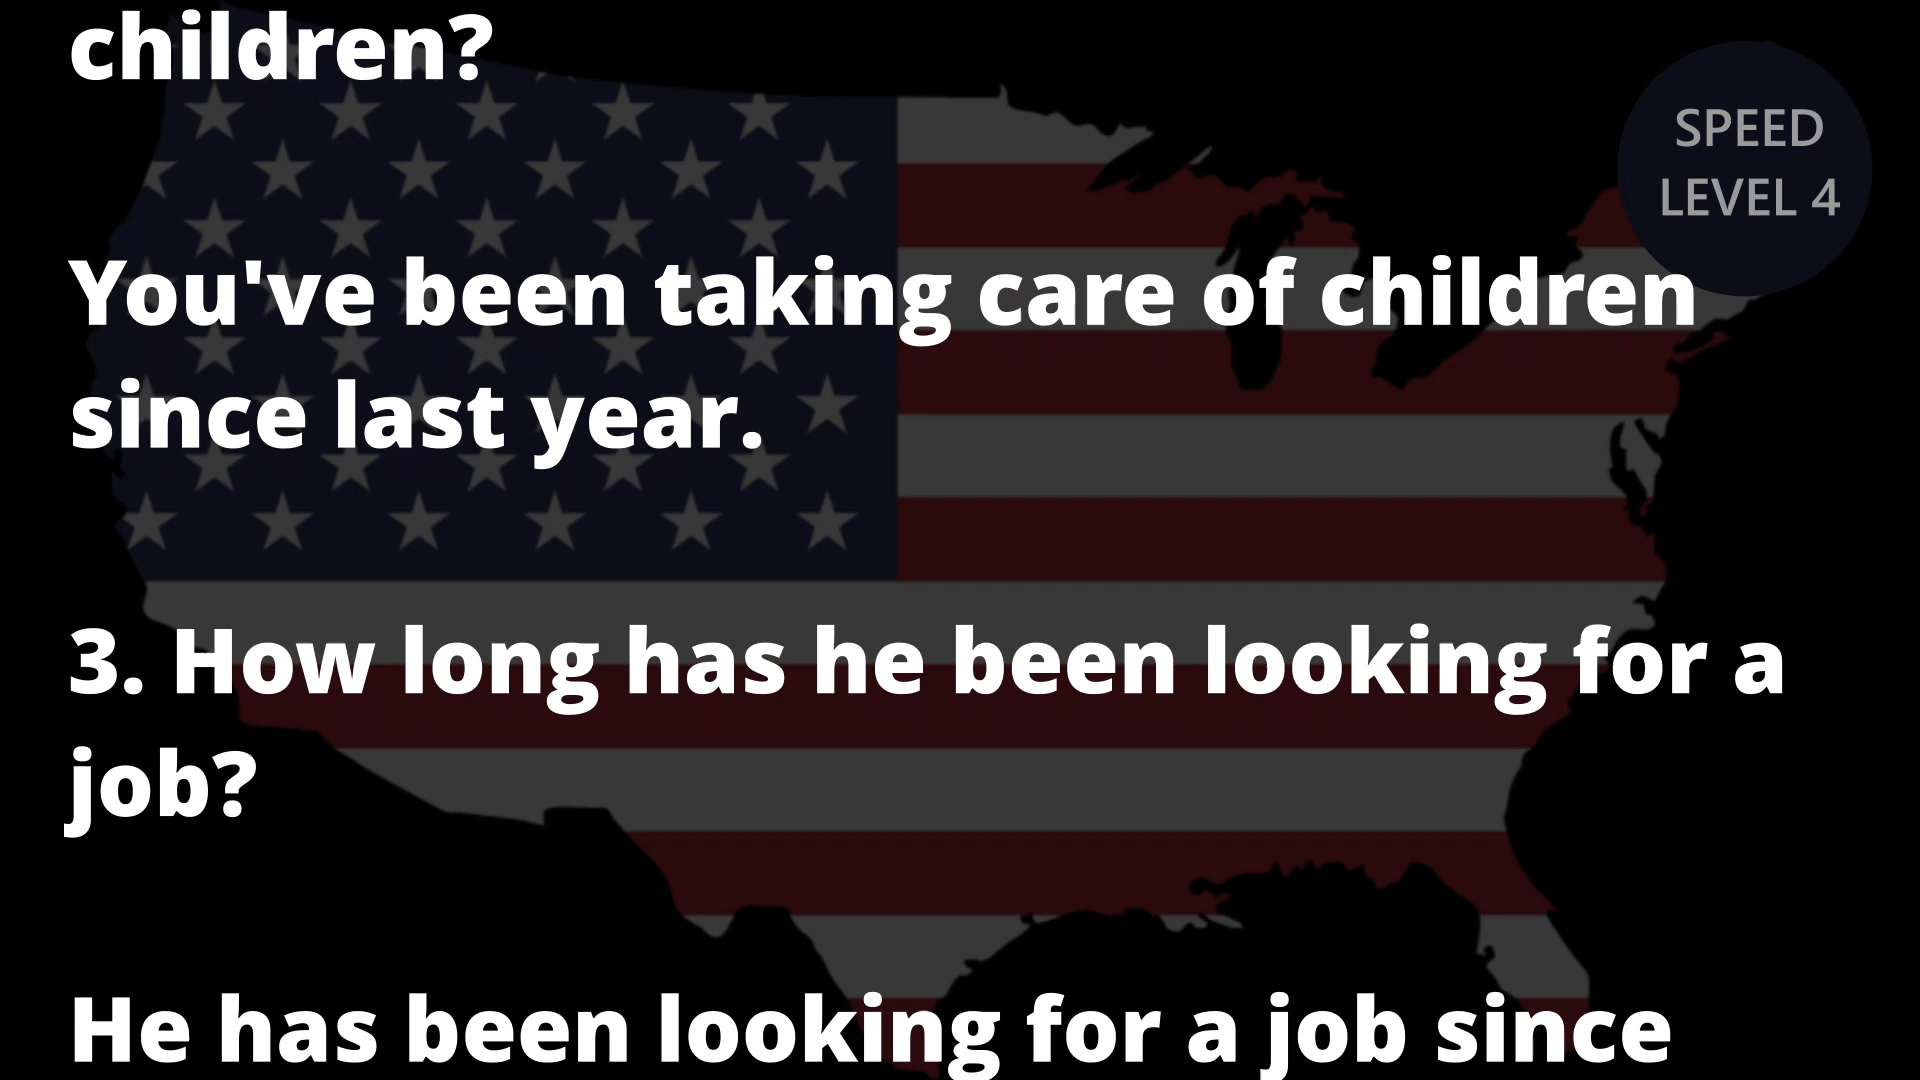 children?
SPEED
LEVEL 4
You've been taking care of children
since last year.
3. How long has he been looking for a
job?
He has been looking for a job since